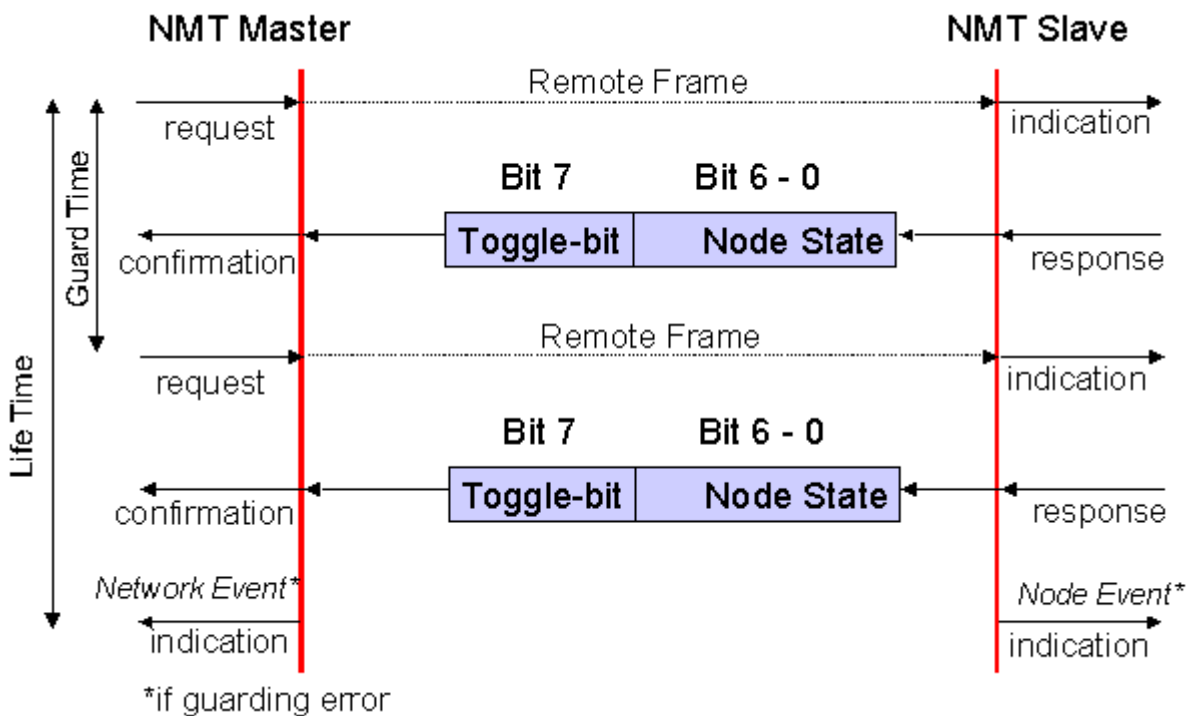 NMT Master
NMT Slave
Remote Frame
request
indication
Bit 7
Bit 6 - 0
Toggle-bit
Node State
confirmation
response
Guard Time
Life Time
Remote Frame
request
indication
Bit 7
Bit 6 - 0
Toggle-bit
Node State
confirmation
response
Network Event*
Node Event*
indication
indication
*if guarding error